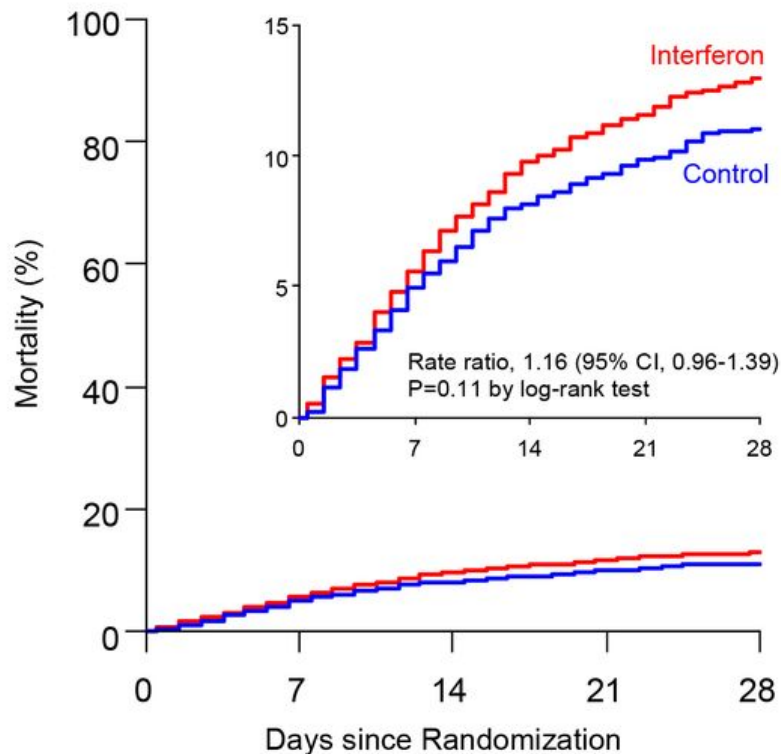 Mortality (%)
100
80
60
40
20
0
0 7 14 21 28
Days since Randomization
15
10
5
0
0 7 14 21 28
Interferon
Control
Rate ratio, 1.16 (95% CI, 0.96-1.39)
P=0.11 by log-rank test